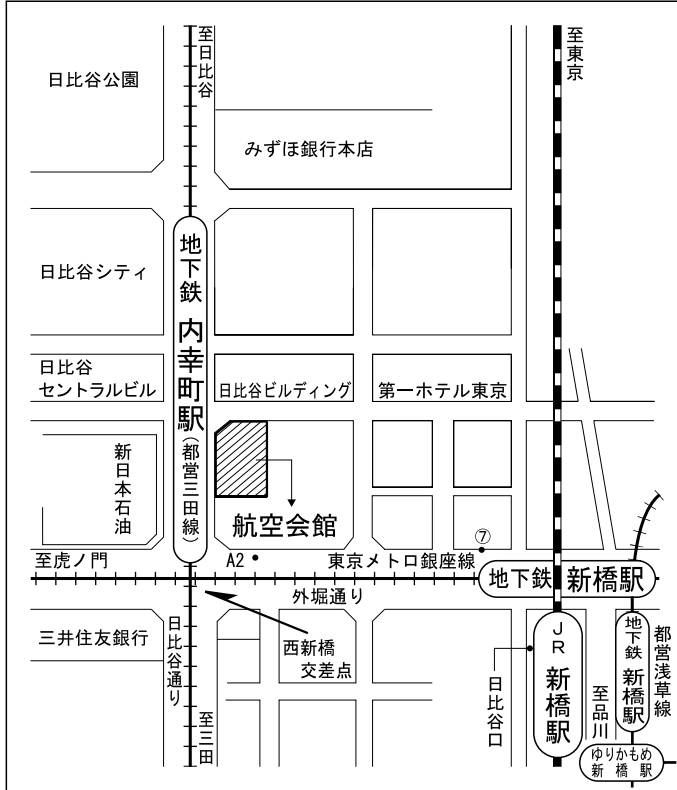 至日比谷
至東京
日比谷公園
みずほ銀行本店
日比谷シティ
地下鉄 内幸町駅(都営三田線)
日比谷
セントラルビル
日比谷ビルディング
第一ホテル東京
新日本石油
航空会館
⑦
至虎ノ門
A2
東京メトロ銀座線
地下鉄 新橋駅
外堀通り
三井住友銀行
日比谷通り
西新橋
交差点
至三田
日比谷口
JR 新橋駅
至品川
地下鉄 新橋駅
都営浅草線
ゆりかもめ
新橋駅